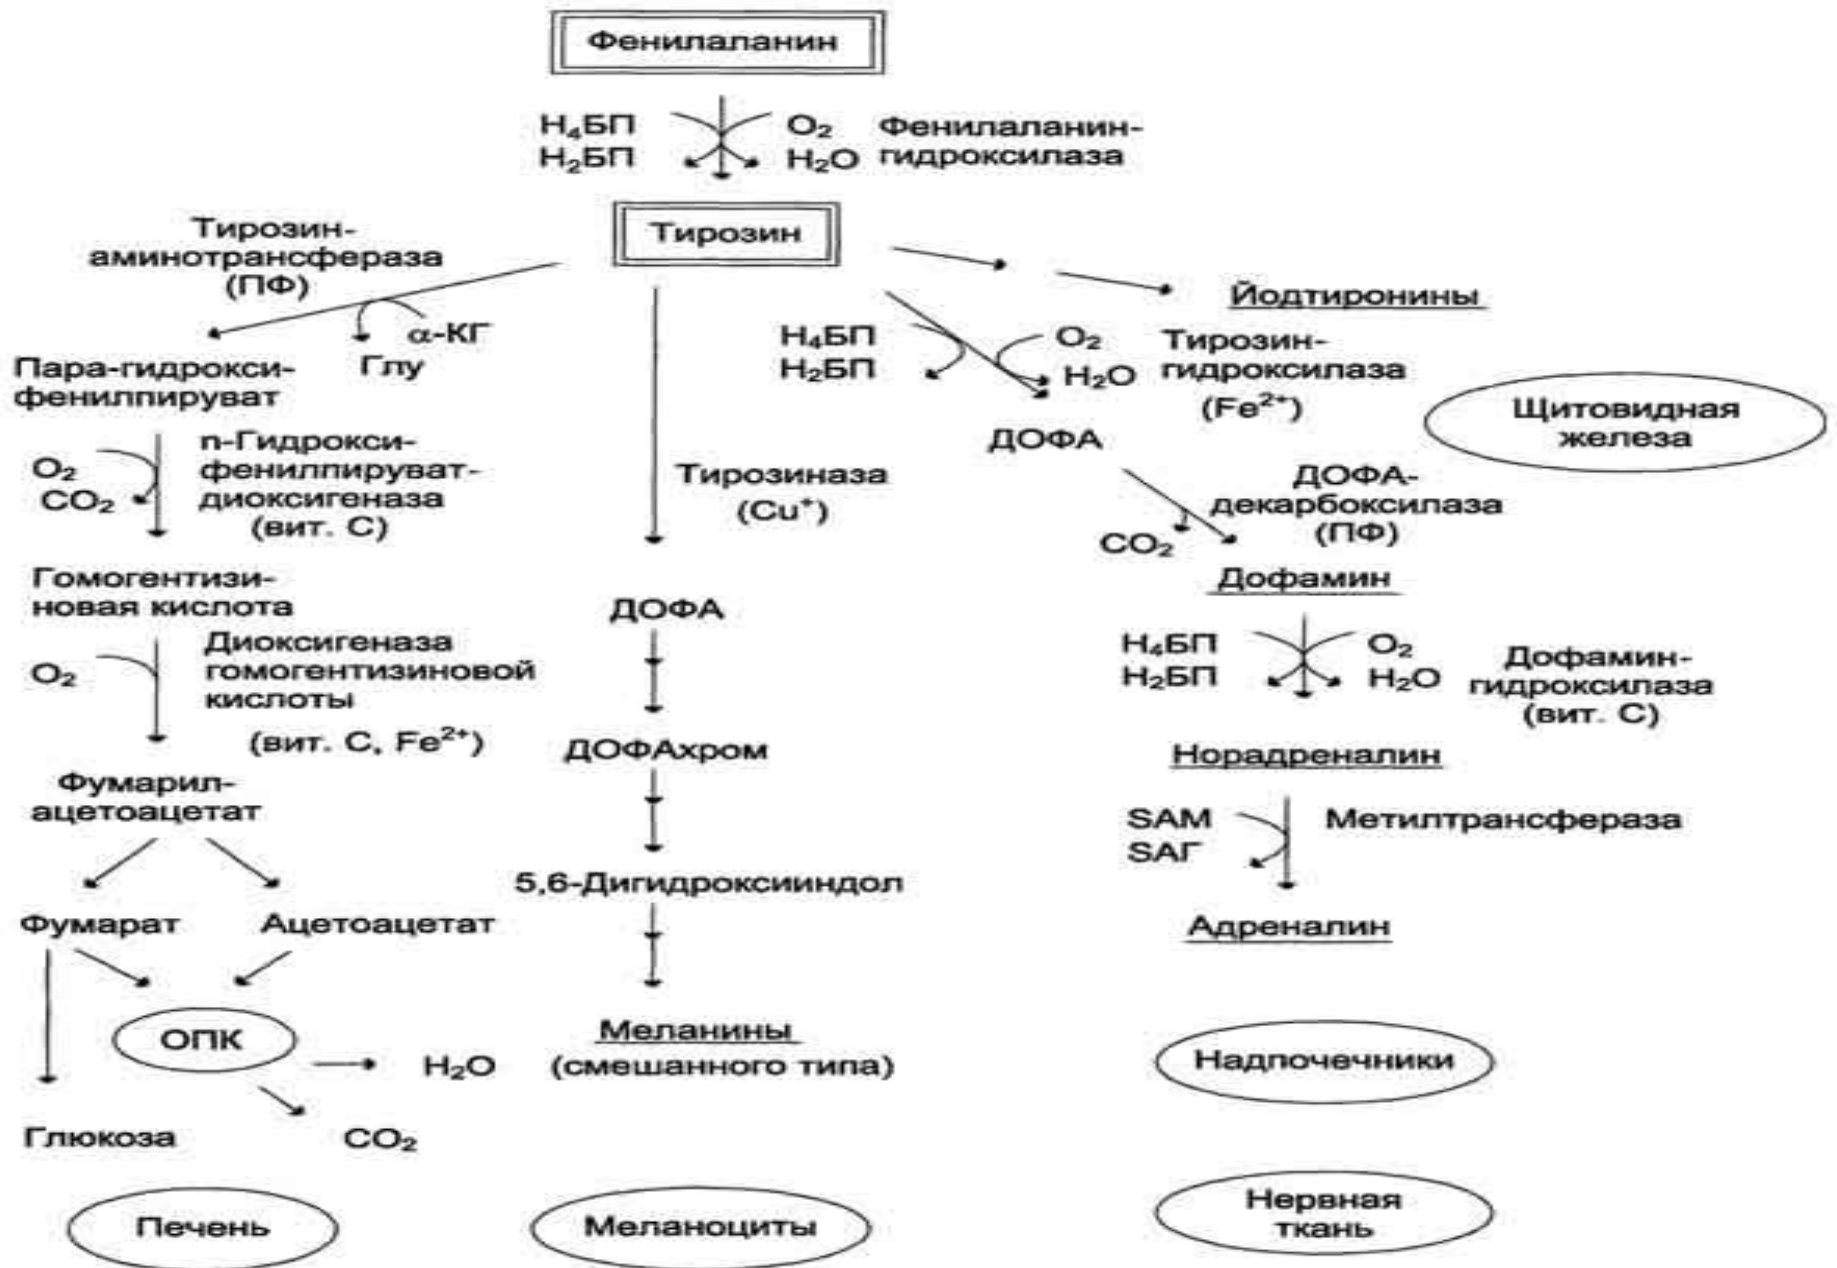 Фенилаланин
Н₄БП
О₂
Фенилаланин-
Н₂БП
Н₂О
гидроксилаза
Тирозин
Тирозин-
аминотрансфераза
(ПФ)
α-КГ
Глу
Пара-гидрокси-
фенилпируват
О₂
СО₂
п-Гидрокси-
фенилпируват-
диоксигеназа
(вит. С)
Гомогентизи-
новая кислота
О₂
Диоксигеназа
гомогентизиновой
кислоты
(вит. С, Fe²⁺)
Фумарил-
ацетоацетат
Фумарат
Ацетоацетат
ОПК
Н₂О
СО₂
Глюкоза
Печень
Тирозиназа
(Cu⁺)
ДОФА
ДОФАхром
5,6-Дигидроксииндол
Меланины
(смешанного типа)
Меланоциты
Йодтиронины
Щитовидная
железа
Н₄БП
Н₂БП
О₂
Н₂О
Тирозин-
гидроксилаза
(Fe²⁺)
ДОФА
ДОФА-
декарбоксилаза
(ПФ)
СО₂
Дофамин
Н₄БП
Н₂БП
О₂
Н₂О
Дофамин-
гидроксилаза
(вит. С)
Норадреналин
SAM
SAГ
Метилтрансфераза
Адреналин
Надпочечники
Нервная
ткань